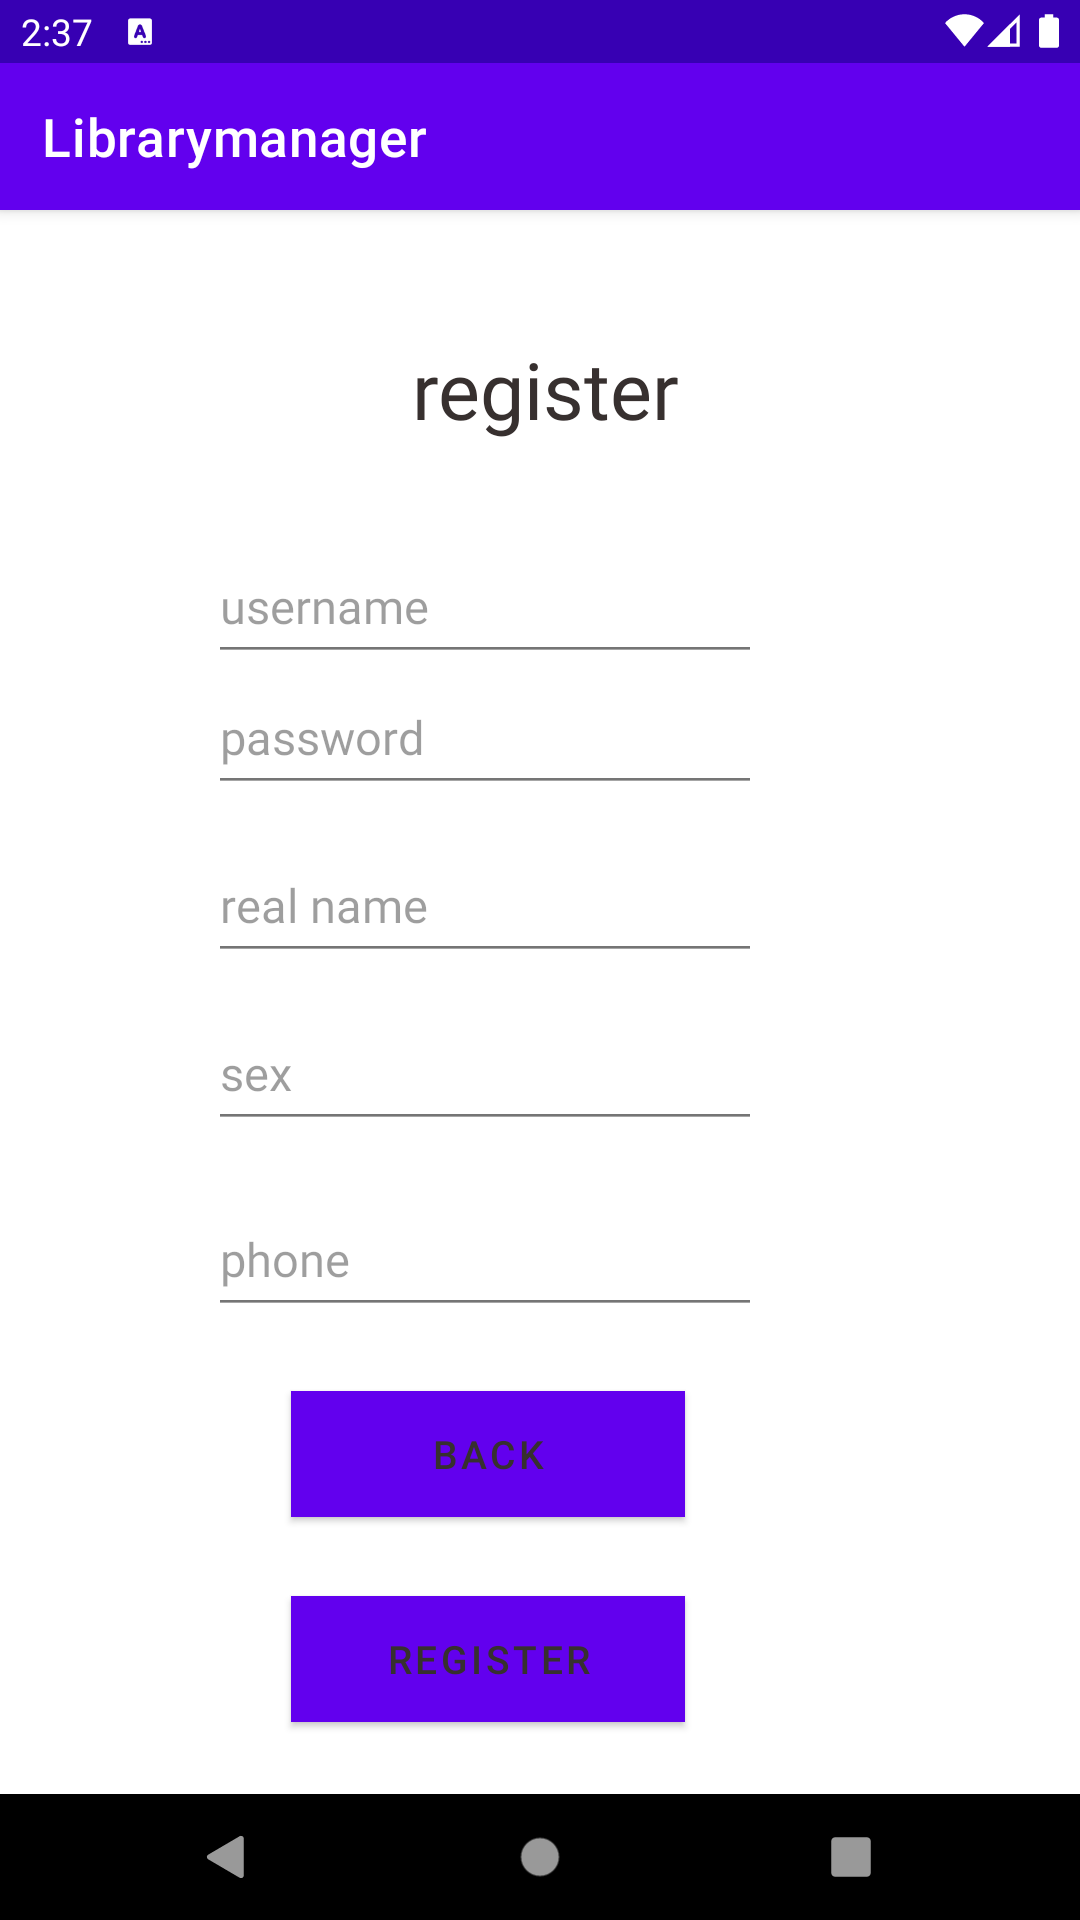 2:37
Librarymanager
register
username
password
real name
sex
phone
BACK
REGISTER